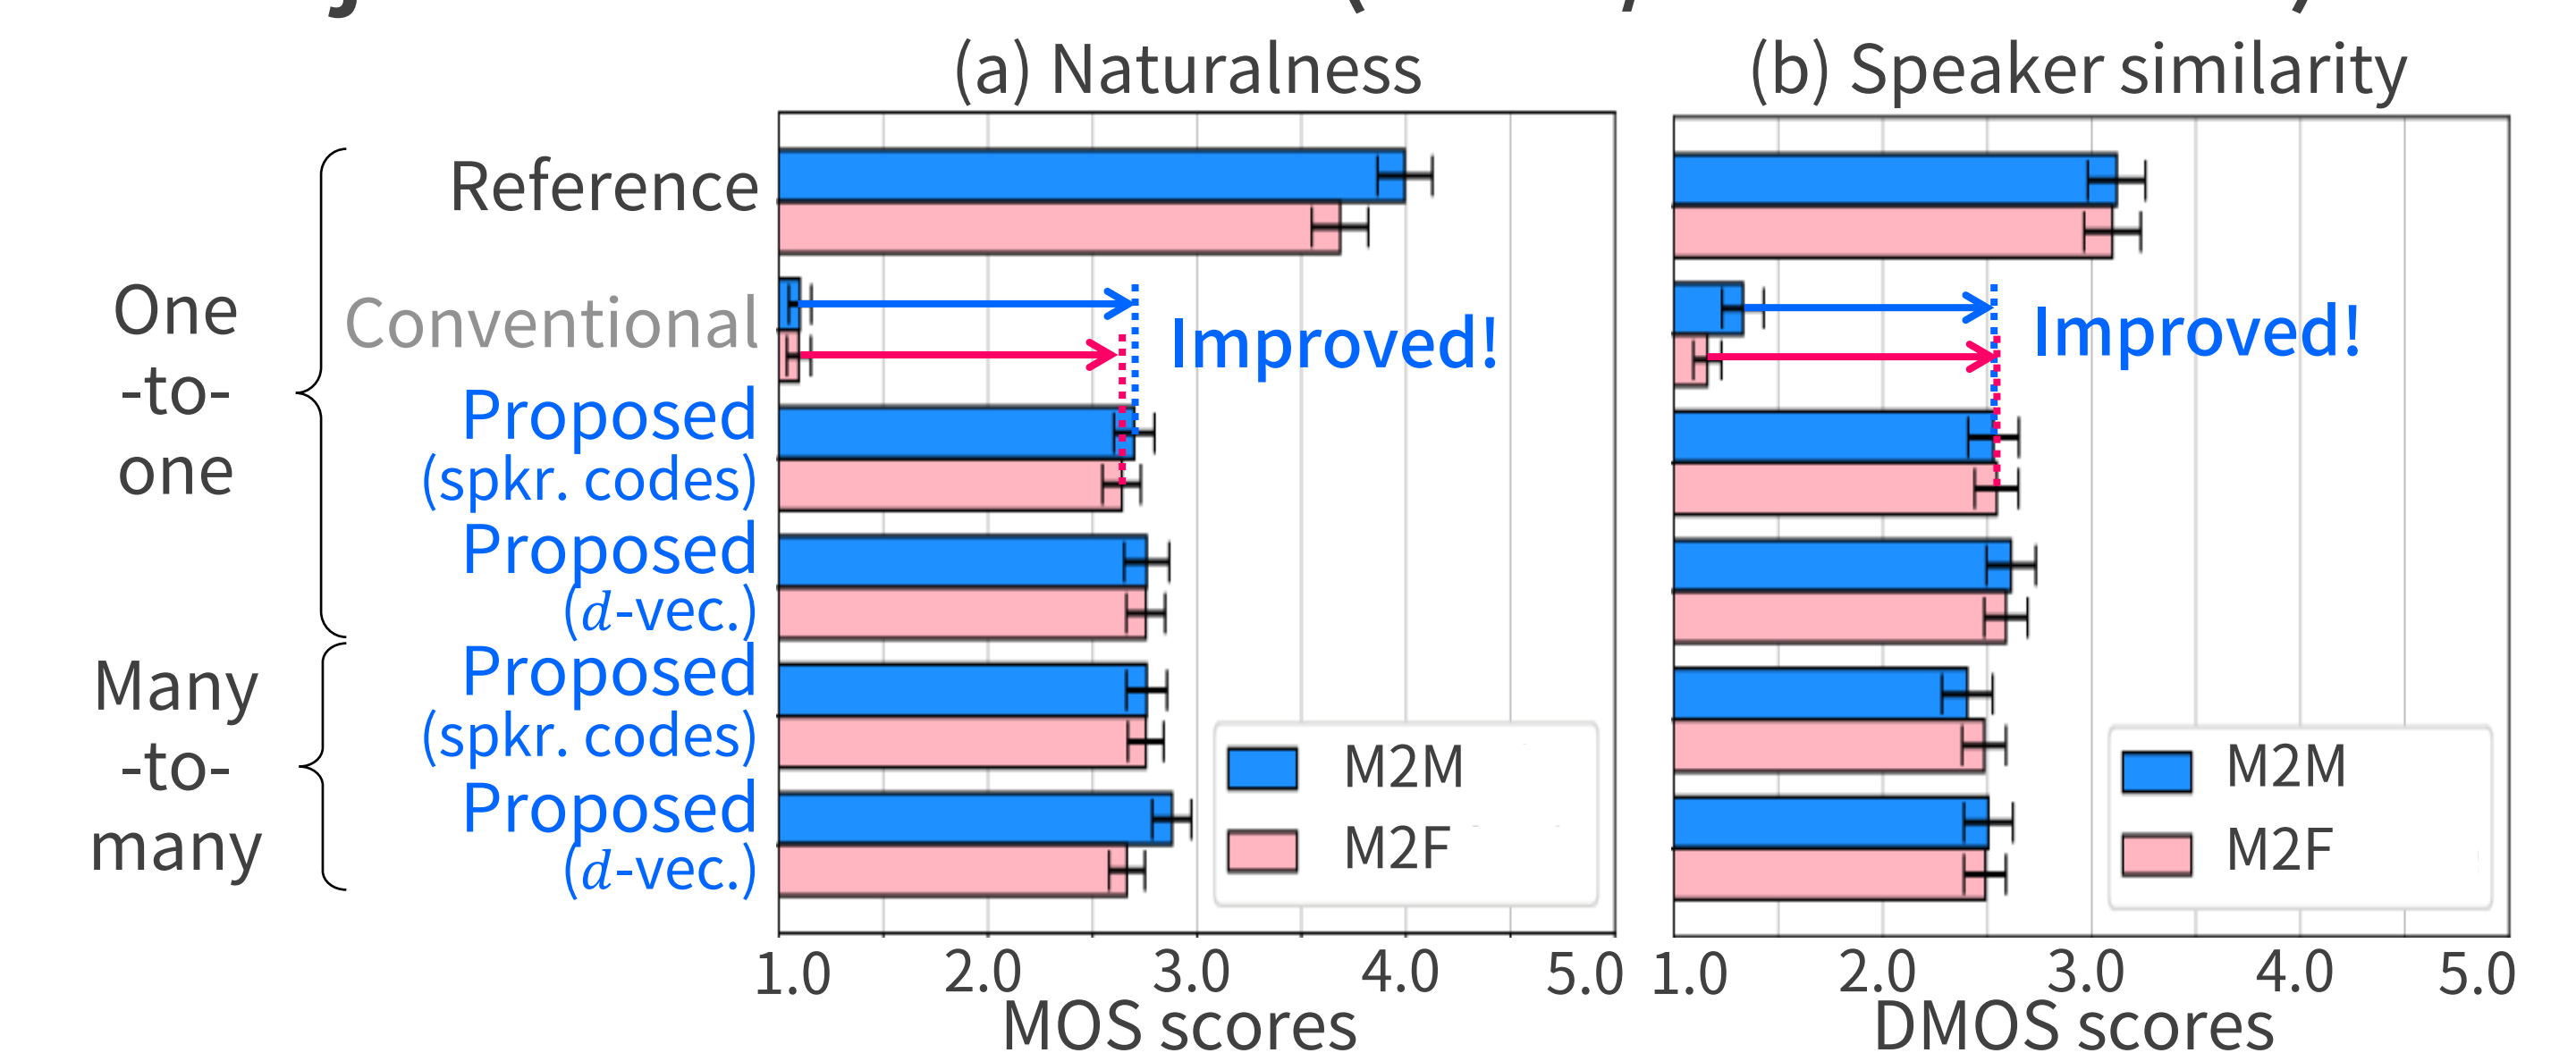 (a) Naturalness
(b) Speaker similarity
One
-to-
one
Reference
Conventional
Proposed
(spkr. codes)
Proposed
(d-vec.)
Many
-to-
many
Proposed
(spkr. codes)
Proposed
(d-vec.)
Improved!
M2M
M2F
1.0 2.0 3.0 4.0 5.0
MOS scores
Improved!
M2M
M2F
1.0 2.0 3.0 4.0 5.0
DMOS scores